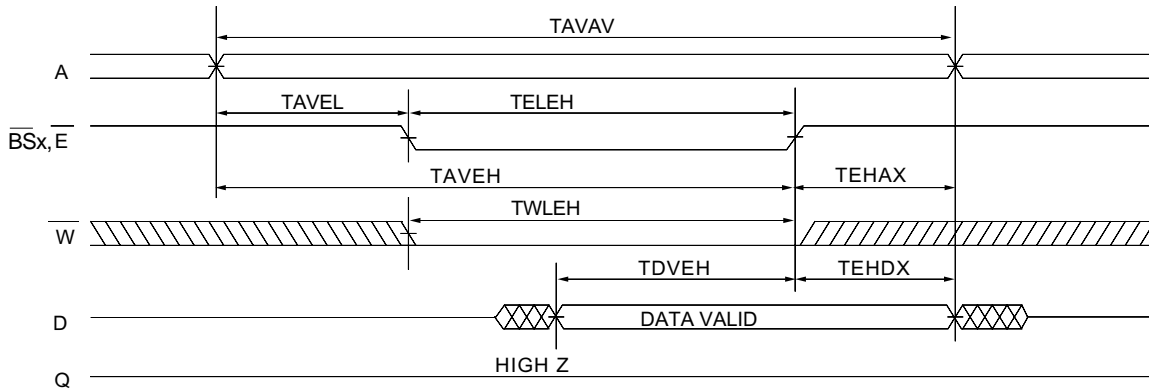 TAVAV
A
TAVEL TELEH
BSx, E
TAVEH TEHAX
TWLEH
W
TDVEH TEHDX
D DATA VALID
HIGH Z
Q